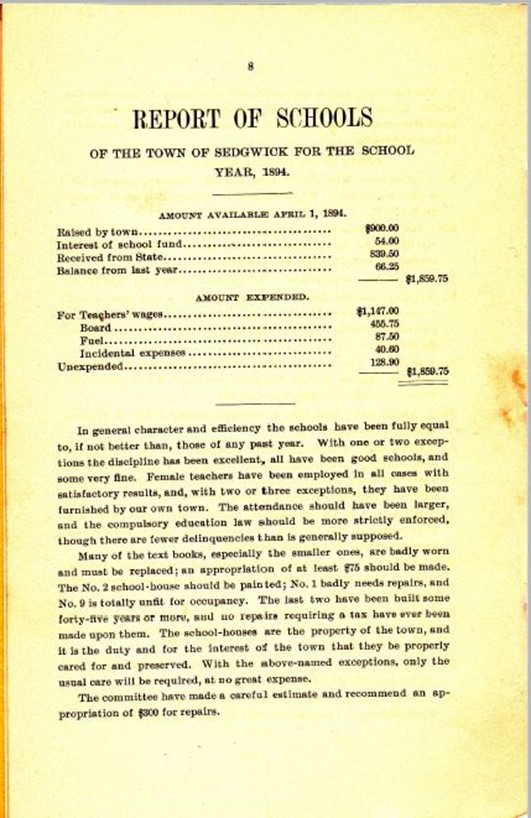 8
REPORT OF SCHOOLS
OF THE TOWN OF SEDGWICK FOR THE SCHOOL
YEAR, 1894.
AMOUNT AVAILABLE APRIL 1, 1894.
Raised by town.......................................... $900.00
Interest of school fund................................ 54.00
Received from State................................... 839.50
Balance from last year................................. 66.25
$1,859.75
AMOUNT EXPENDED.
For Teachers' wages.................................... $1,147.00
Board ............................................. 455.75
Fuel................................................ 87.50
Incidental expenses ............................. 40.60
Unexpended............................................. 128.90
$1,859.75
In general character and efficiency the schools have been fully equal
to, if not better than, those of any past year. With one or two excep-
tions the discipline has been excellent, all have been good schools, and
some very fine. Female teachers have been employed in all cases with
satisfactory results, and, with two or three exceptions, they have been
furnished by our own town. The attendance should have been larger,
and the compulsory education law should be more strictly enforced,
though there are fewer delinquencies than is generally supposed.
Many of the text books, especially the smaller ones, are badly worn
and must be replaced; an appropriation of at least $75 should be made.
The No. 2 school-house should be painted; No. 1 badly needs repairs, and
No. 9 is totally unfit for occupancy. The last two have been built some
forty-five years or more, and no repairs requiring a tax have ever been
made upon them. The school-houses are the property of the town, and
it is the duty and for the interest of the town that they be properly
cared for and preserved. With the above-named exceptions, only the
usual care will be required, at no great expense.
The committee have made a careful estimate and recommend an ap-
propriation of $300 for repairs.